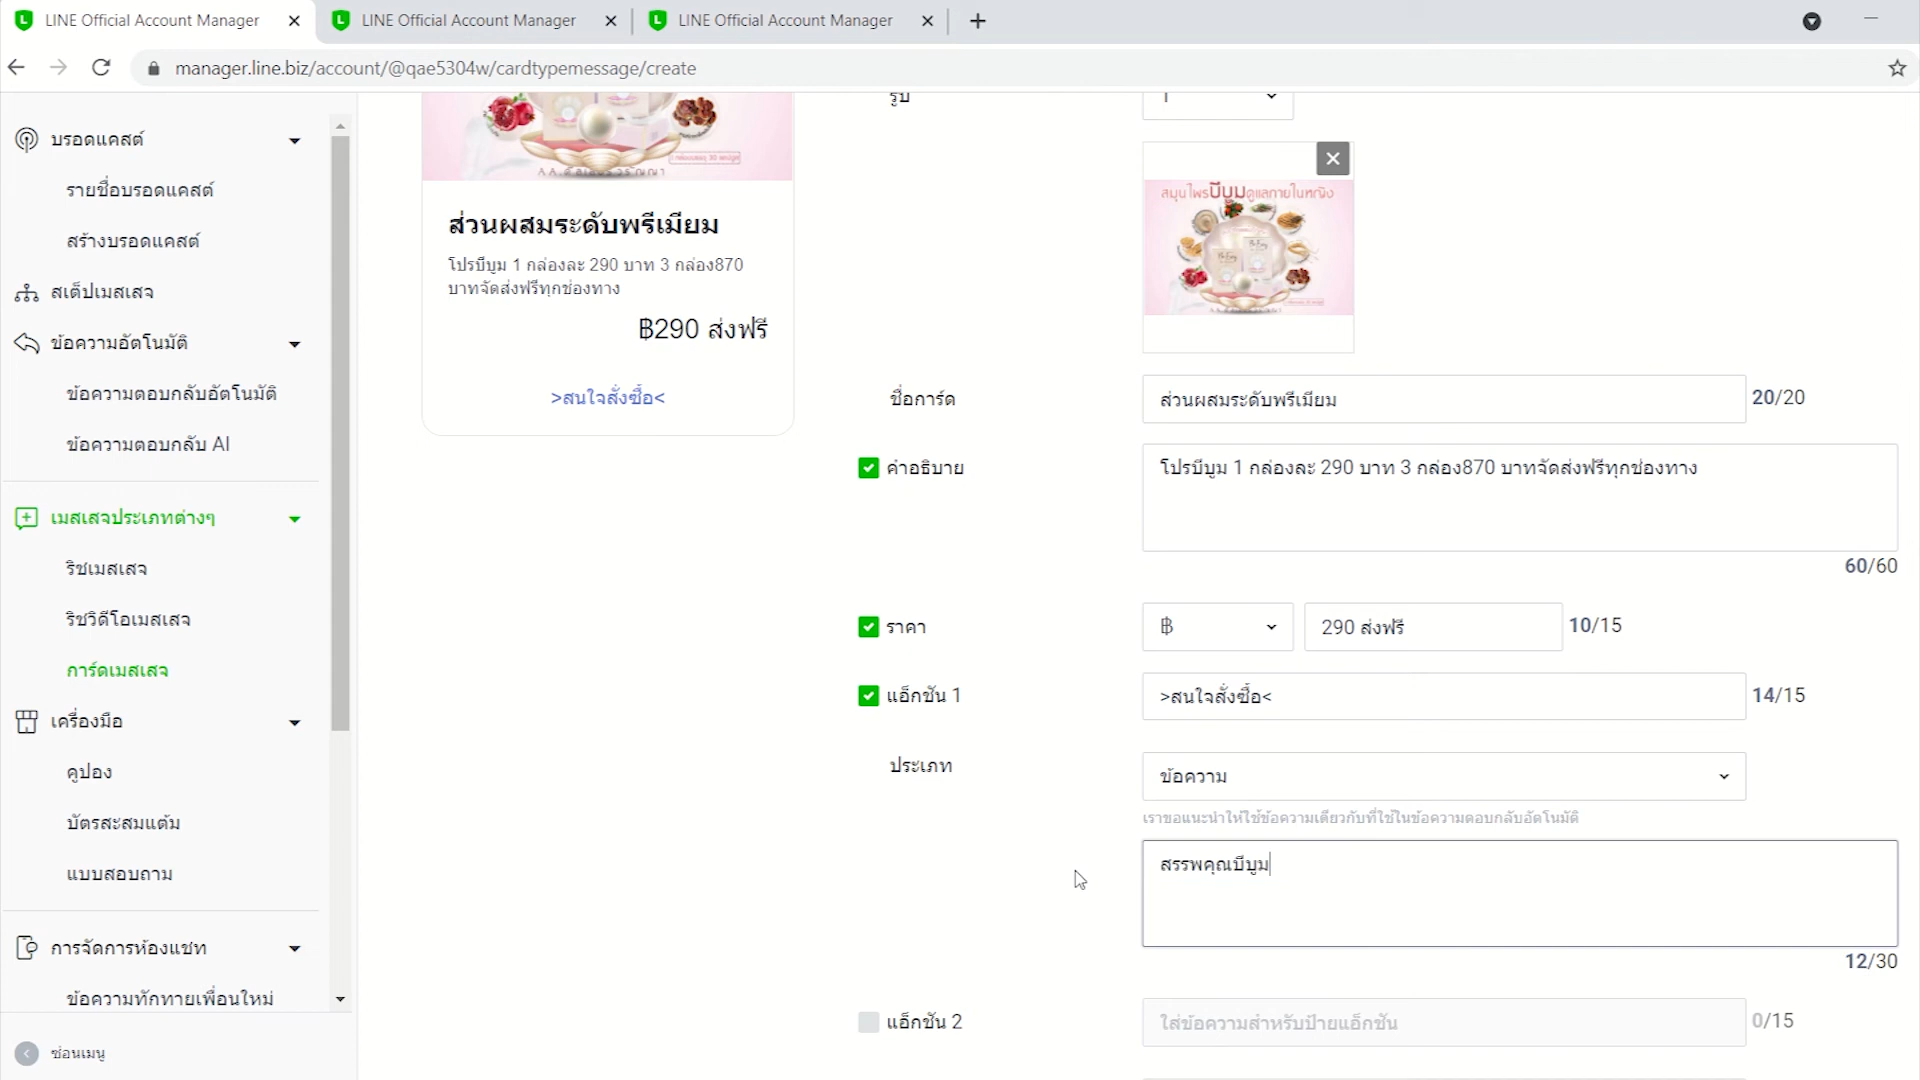 LINE Official Account Manager
LINE Official Account Manager
LINE Official Account Manager
manager.line.biz/account/@qae5304w/cardtypemessage/create
บรอดแคสต์
รายชื่อบรอดแคสต์
สร้างบรอดแคสต์
สเต็ปเมสเสจ
ข้อความอัตโนมัติ
ข้อความตอบกลับอัตโนมัติ
ข้อความตอบกลับ AI
เมสเสจประเภทต่างๆ
ริชเมสเสจ
ริชวิดีโอเมสเสจ
การ์ดเมสเสจ
เครื่องมือ
คูปอง
บัตรสะสมแต้ม
แบบสอบถาม
การจัดการห้องแชท
ข้อความทักทายเพื่อนใหม่
ซ่อนเมนู
ส่วนผสมระดับพรีเมียม
โปรบีบูม 1 กล่องละ 290 บาท 3 กล่อง870
บาทจัดส่งฟรีทุกช่องทาง
฿290 ส่งฟรี
>สนใจสั่งซื้อ<
รูป
1
สมุนไพรบีบูมดูแลภายในหญิง
ชื่อการ์ด
ส่วนผสมระดับพรีเมียม
20/20
คำอธิบาย
โปรบีบูม 1 กล่องละ 290 บาท 3 กล่อง870 บาทจัดส่งฟรีทุกช่องทาง
60/60
ราคา
฿
290 ส่งฟรี
10/15
แอ็กชัน 1
>สนใจสั่งซื้อ<
14/15
ประเภท
ข้อความ
เราขอแนะนำให้ใช้ข้อความเดียวกับที่ใช้ในข้อความตอบกลับอัตโนมัติ
สรรพคุณบีบูม
12/30
แอ็กชัน 2
ใส่ข้อความสำหรับป้ายแอ็กชัน
0/15